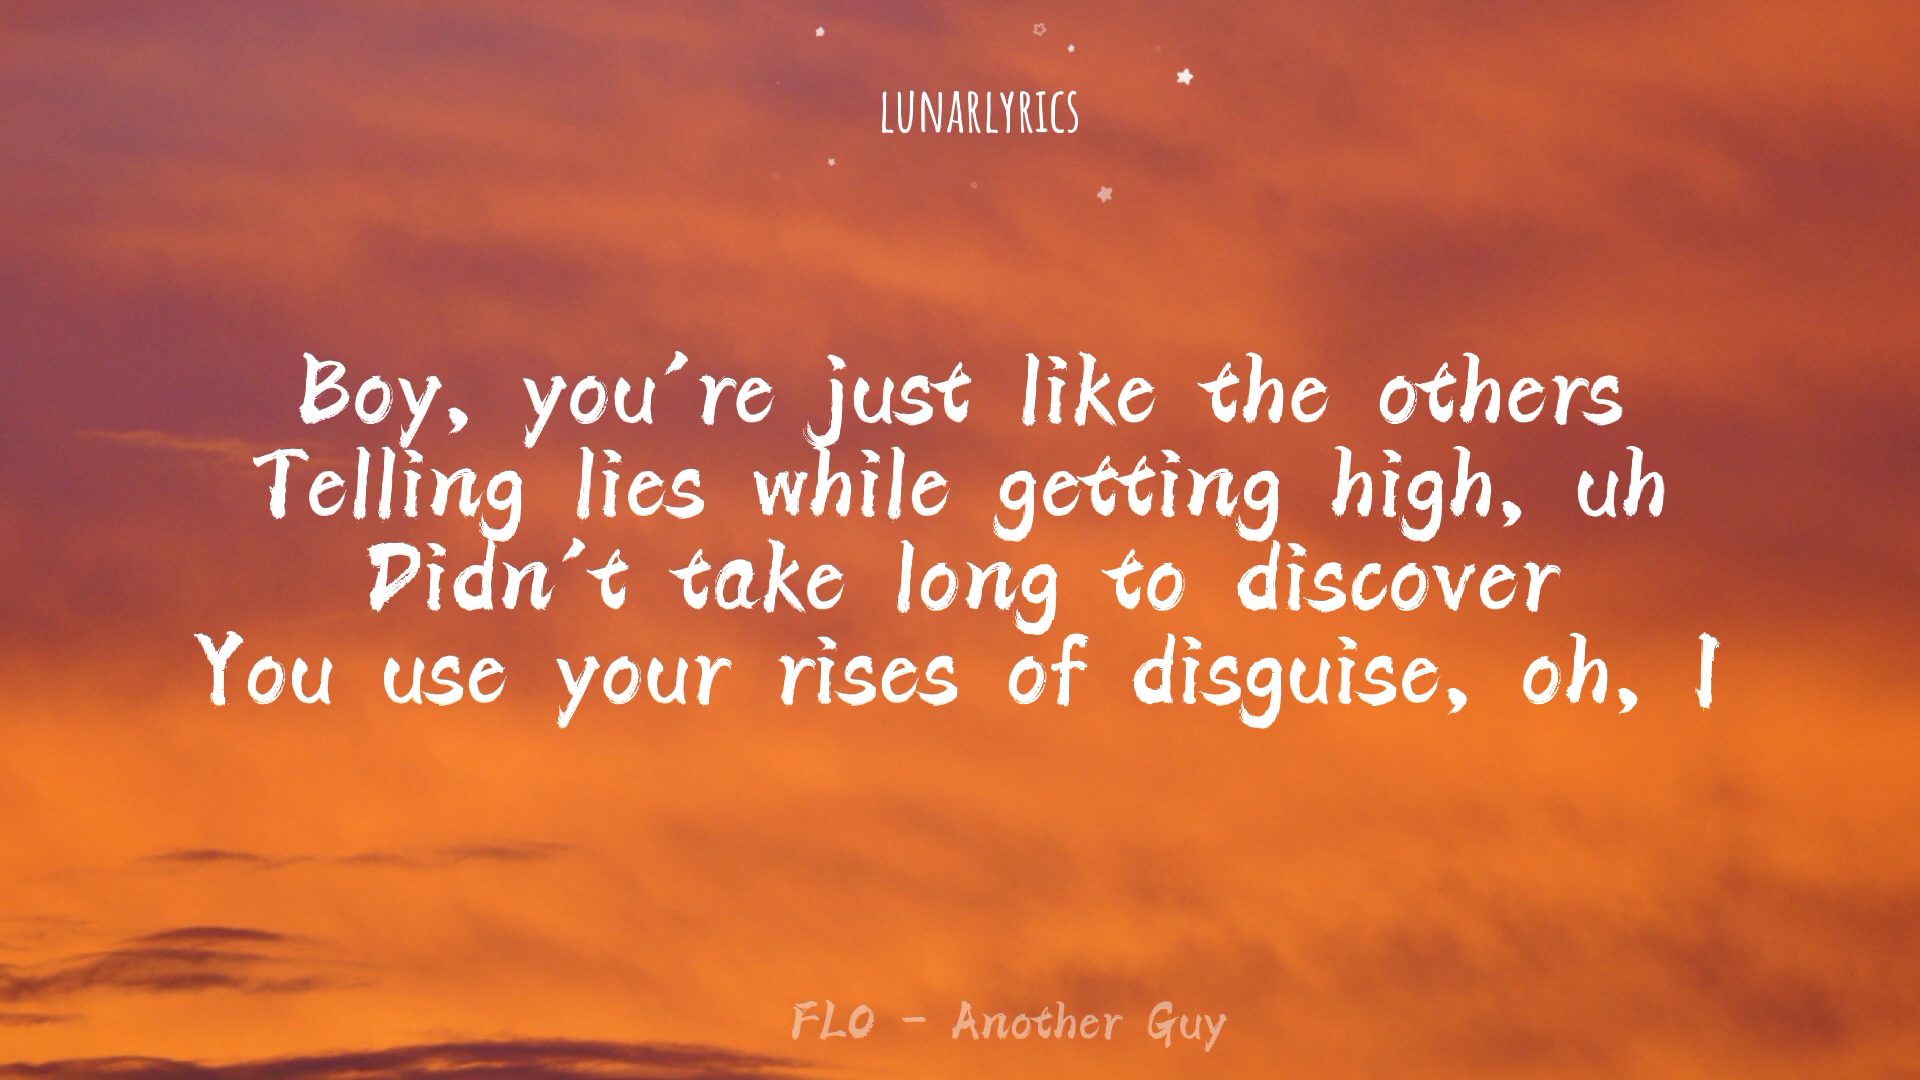 LUNARLYRICS
Boy, you're just like the others
Telling lies while getting high, uh
Didn't take long to discover
You use your rises of disguise, oh, I
FLO - Another Guy